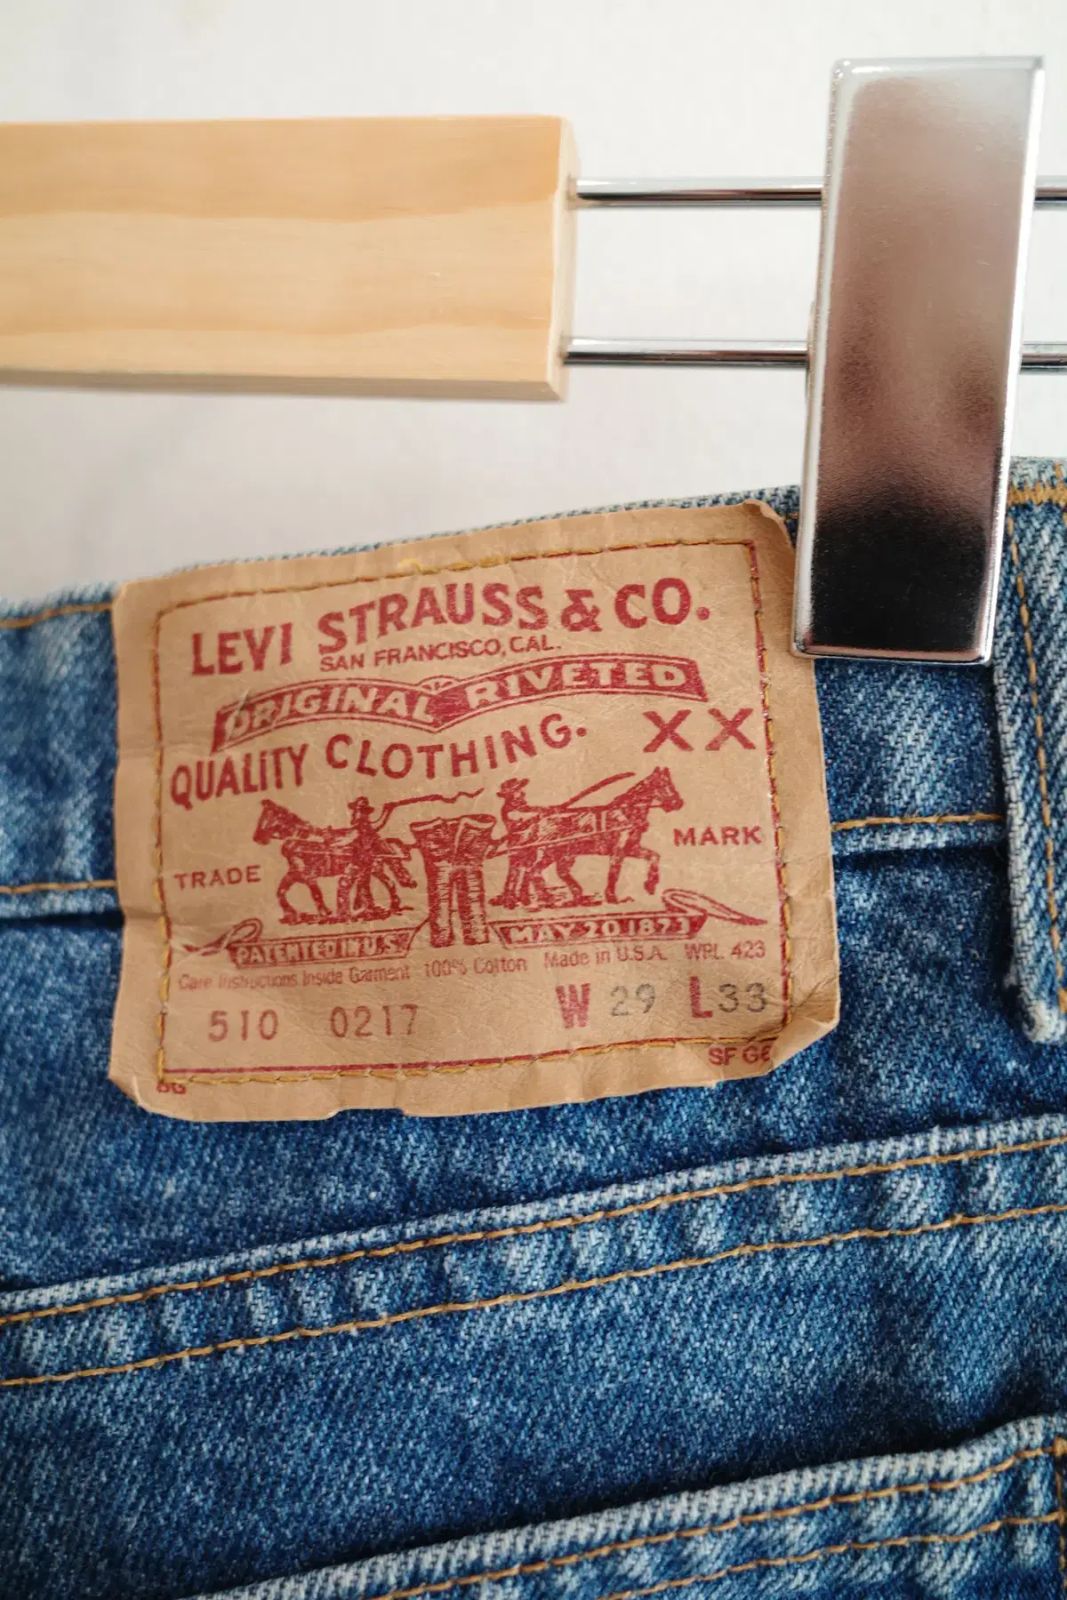 LEVI STRAUSS & CO.
SAN FRANCISCO, CAL.
ORIGINAL RIVETED
QUALITY CLOTHING.
XX
TRADE MARK
PATENTED IN U.S. MAY 20 1873
Care Instructions Inside Garment 100% Cotton Made in U.S.A. WPL 423
510 0217 W 29 L 33
SF